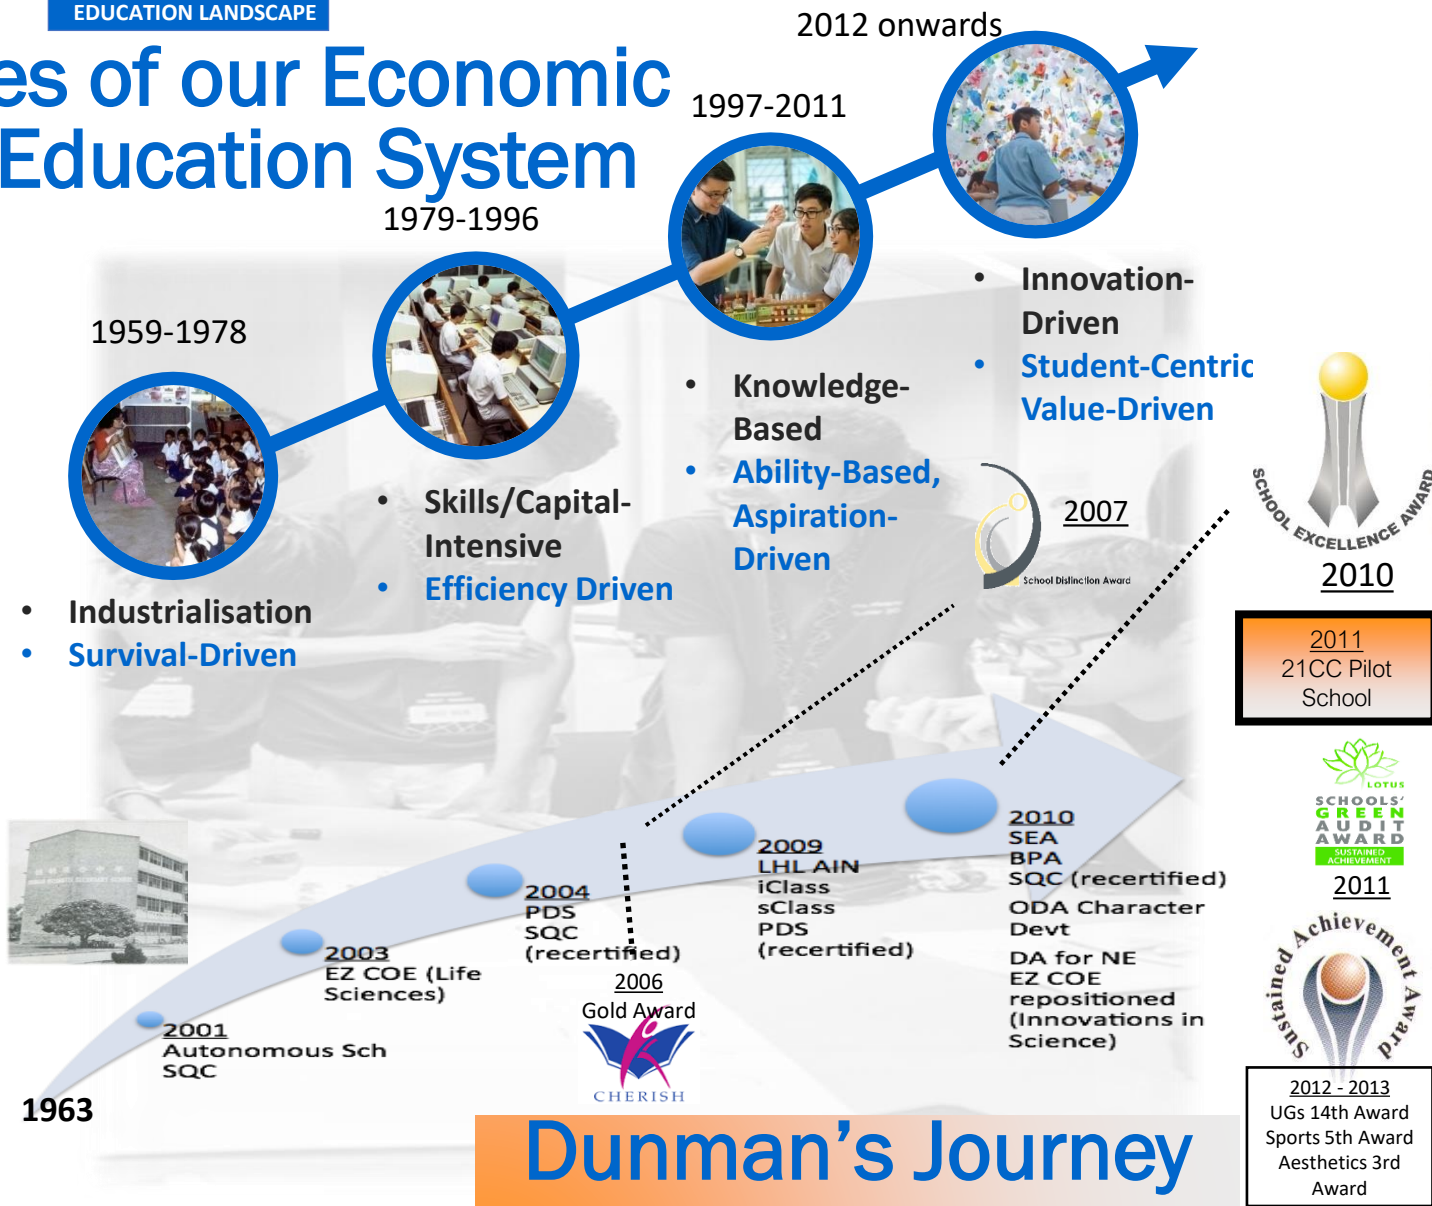 EDUCATION LANDSCAPE
es of our Economic
Education System
2012 onwards
1997-2011
1979-1996
1959-1978
• Industrialisation
• Survival-Driven
• Skills/Capital-
Intensive
• Efficiency Driven
• Knowledge-
Based
• Ability-Based,
Aspiration-
Driven
• Innovation-
Driven
• Student-Centric
Value-Driven
2007
School Distinction Award
SCHOOL EXCELLENCE AWARD
2010
2011
21CC Pilot
School
LOTUS
SCHOOLS'
GREEN
AUDIT
AWARD
SUSTAINED
ACHIEVEMENT
2011
Sustained Achievement Award
2012 - 2013
UGs 14th Award
Sports 5th Award
Aesthetics 3rd
Award
1963
2001
Autonomous Sch
SQC
2003
EZ COE (Life
Sciences)
2004
PDS
SQC
(recertified)
2006
Gold Award
CHERISH
2009
LHL AIN
iClass
sClass
PDS
(recertified)
2010
SEA
BPA
SQC (recertified)
ODA Character
Devt
DA for NE
EZ COE
repositioned
(Innovations in
Science)
Dunman's Journey